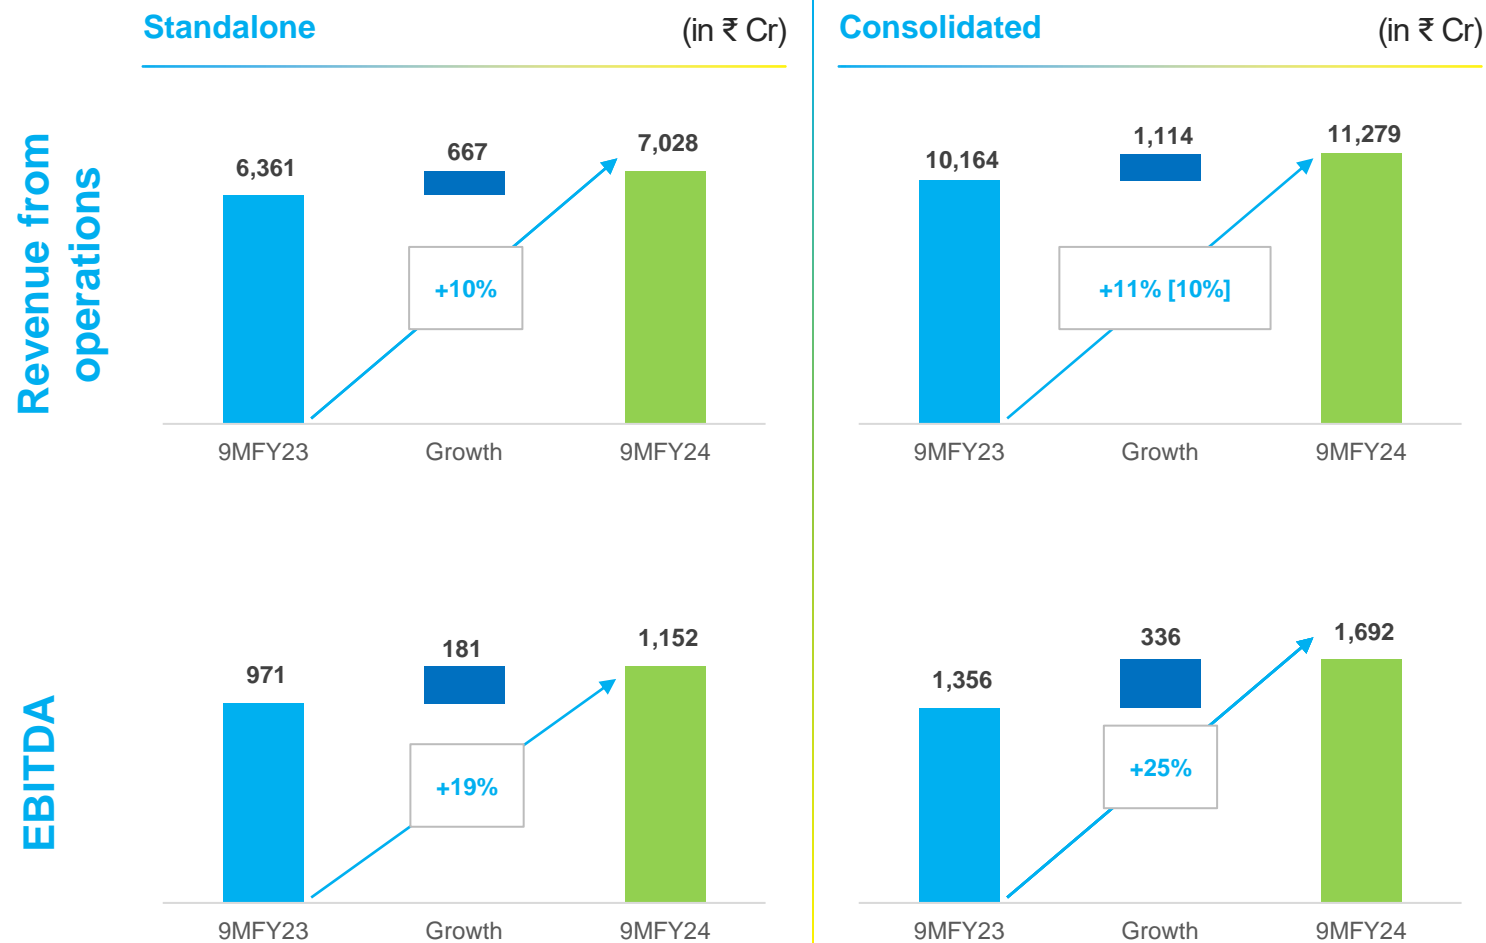 Standalone (in ₹ Cr)
Consolidated (in ₹ Cr)
Revenue from
operations
6,361
667
7,028
+10%
9MFY23 Growth 9MFY24
10,164
1,114
11,279
+11% [10%]
9MFY23 Growth 9MFY24
EBITDA
971
181
1,152
+19%
9MFY23 Growth 9MFY24
1,356
336
1,692
+25%
9MFY23 Growth 9MFY24